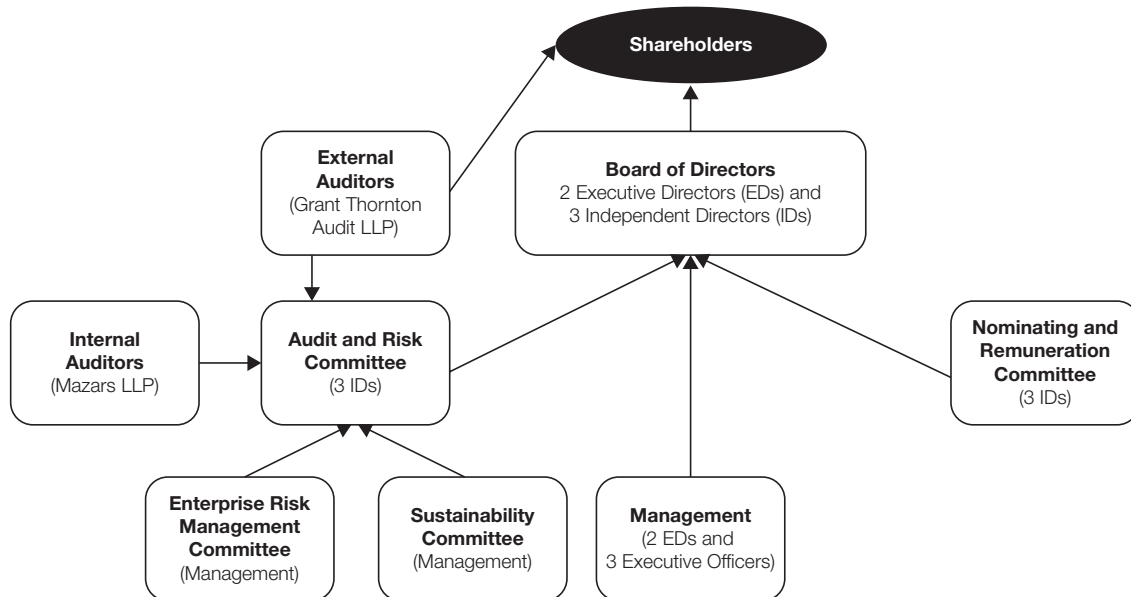 Shareholders
External
Auditors
(Grant Thornton
Audit LLP)
Board of Directors
2 Executive Directors (EDs) and
3 Independent Directors (IDs)
Internal
Auditors
(Mazars LLP)
Audit and Risk
Committee
(3 IDs)
Nominating and
Remuneration
Committee
(3 IDs)
Enterprise Risk
Management
Committee
(Management)
Sustainability
Committee
(Management)
Management
(2 EDs and
3 Executive Officers)